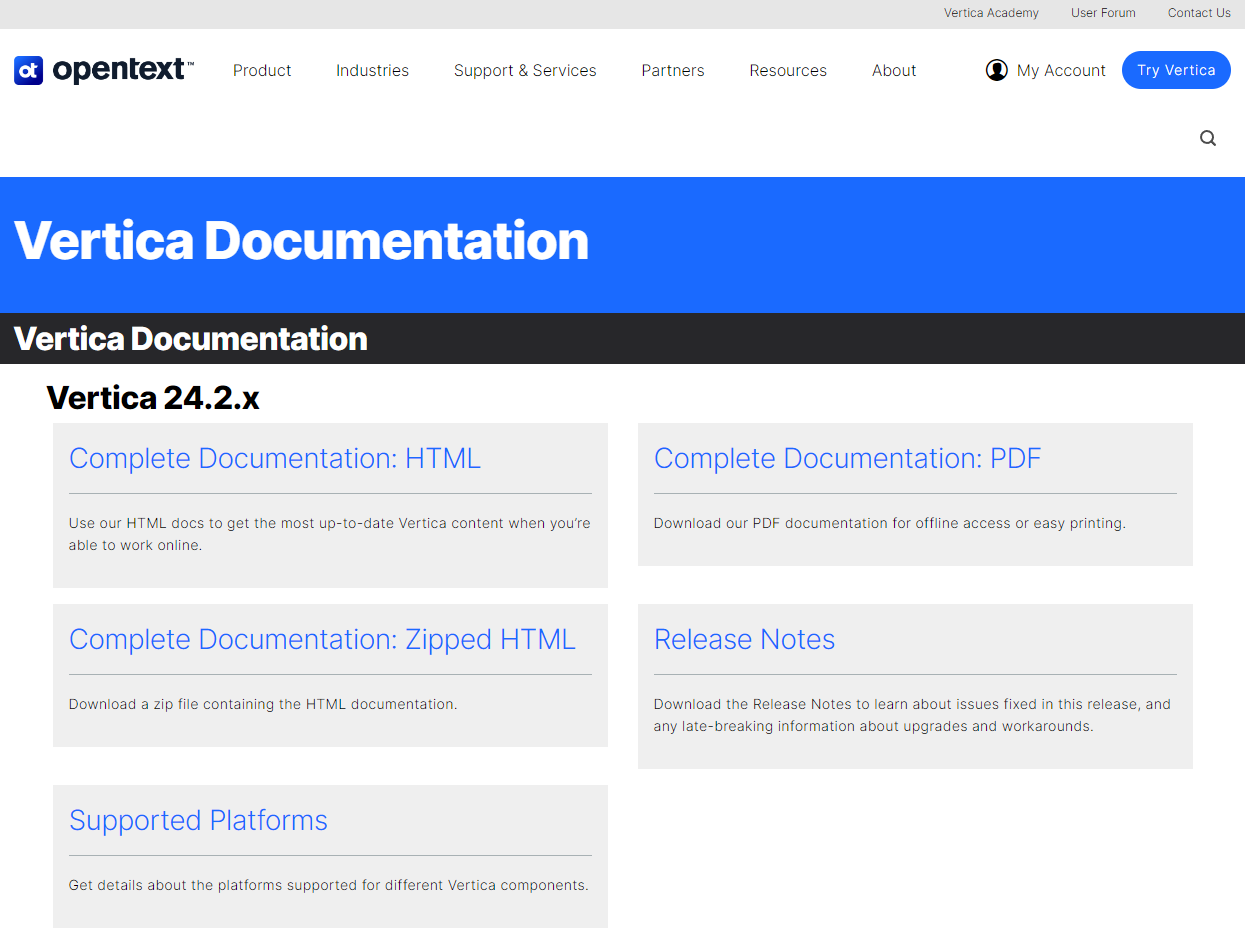 Vertica Academy User Forum Contact Us
opentext™ Product Industries Support & Services Partners Resources About My Account Try Vertica
Vertica Documentation
Vertica Documentation
Vertica 24.2.x
Complete Documentation: HTML
Use our HTML docs to get the most up-to-date Vertica content when you’re
able to work online.
Complete Documentation: PDF
Download our PDF documentation for offline access or easy printing.
Complete Documentation: Zipped HTML
Download a zip file containing the HTML documentation.
Release Notes
Download the Release Notes to learn about issues fixed in this release, and
any late-breaking information about upgrades and workarounds.
Supported Platforms
Get details about the platforms supported for different Vertica components.